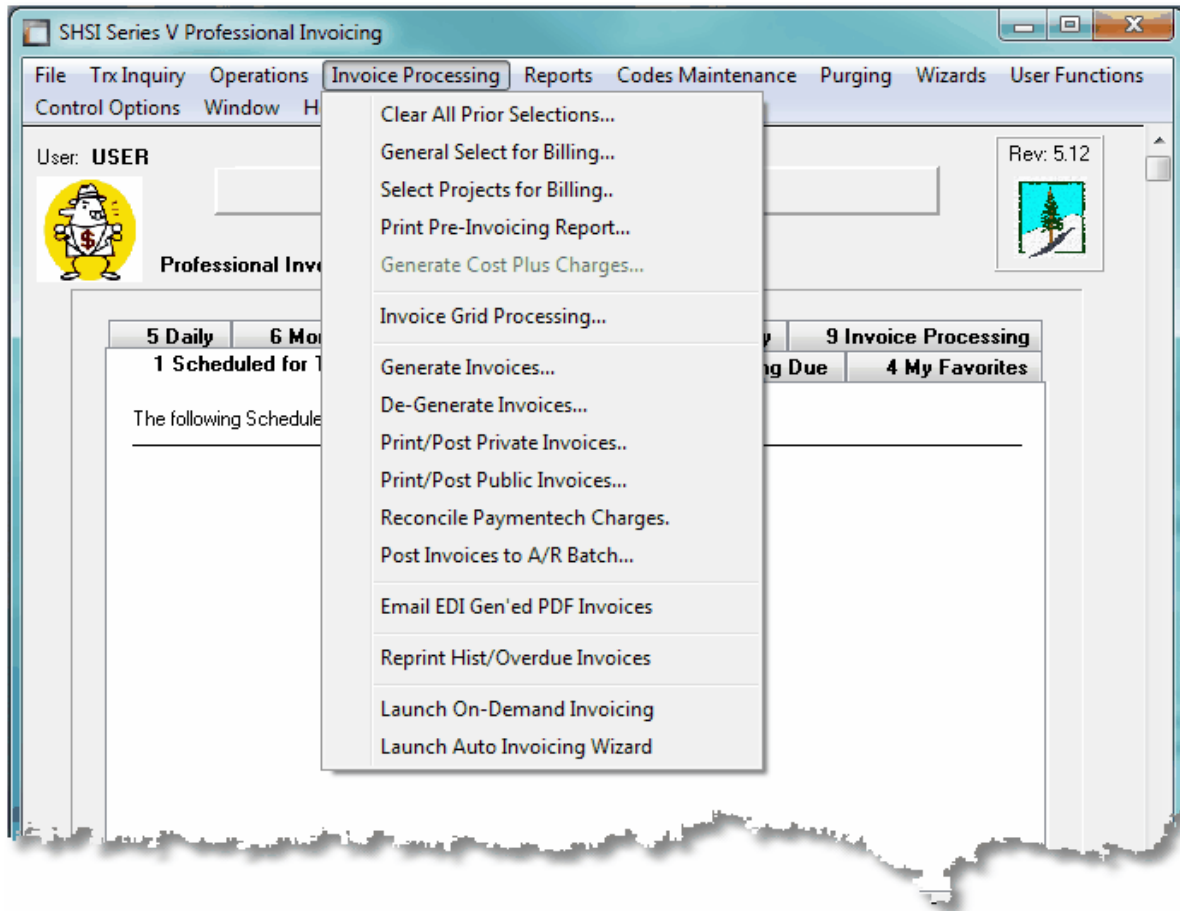 SHSI Series V Professional Invoicing
File Trx Inquiry Operations Invoice Processing Reports Codes Maintenance Purging Wizards User Functions
Control Options Window H
Clear All Prior Selections...
User: USER
General Select for Billing...
Rev: 5.12
Select Projects for Billing..
Print Pre-Invoicing Report...
Professional Inv
Generate Cost Plus Charges...
Invoice Grid Processing...
5 Daily 6 Mo 9 Invoice Processing
1 Scheduled for ng Due 4 My Favorites
Generate Invoices...
De-Generate Invoices...
The following Schedule
Print/Post Private Invoices..
Print/Post Public Invoices...
Reconcile Paymentech Charges.
Post Invoices to A/R Batch...
Email EDI Gen'ed PDF Invoices
Reprint Hist/Overdue Invoices
Launch On-Demand Invoicing
Launch Auto Invoicing Wizard